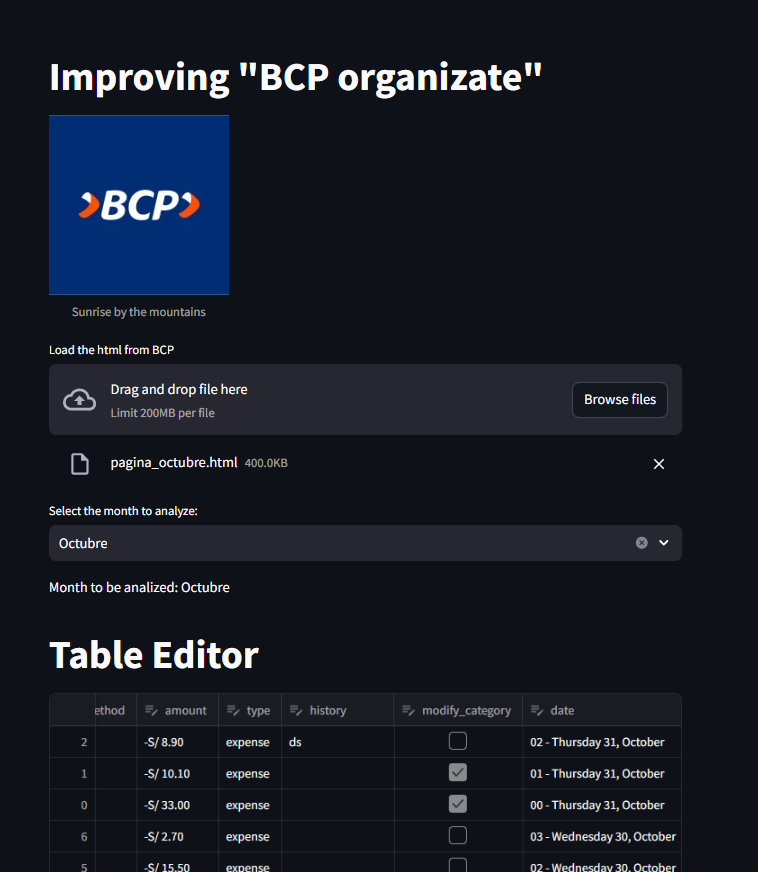 Improving "BCP organizate"
BCP
Sunrise by the mountains
Load the html from BCP
Drag and drop file here
Limit 200MB per file
Browse files
pagina_octubre.html 400.0KB
Select the month to analyze:
Octubre
Month to be analized: Octubre
Table Editor
ethod amount type history modify_category date
2 -S/ 8.90 expense ds 02 - Thursday 31, October
1 -S/ 10.10 expense 01 - Thursday 31, October
0 -S/ 33.00 expense 00 - Thursday 31, October
6 -S/ 2.70 expense 03 - Wednesday 30, October
5 -S/ 15.50 expense 02 - Wednesday 30, October